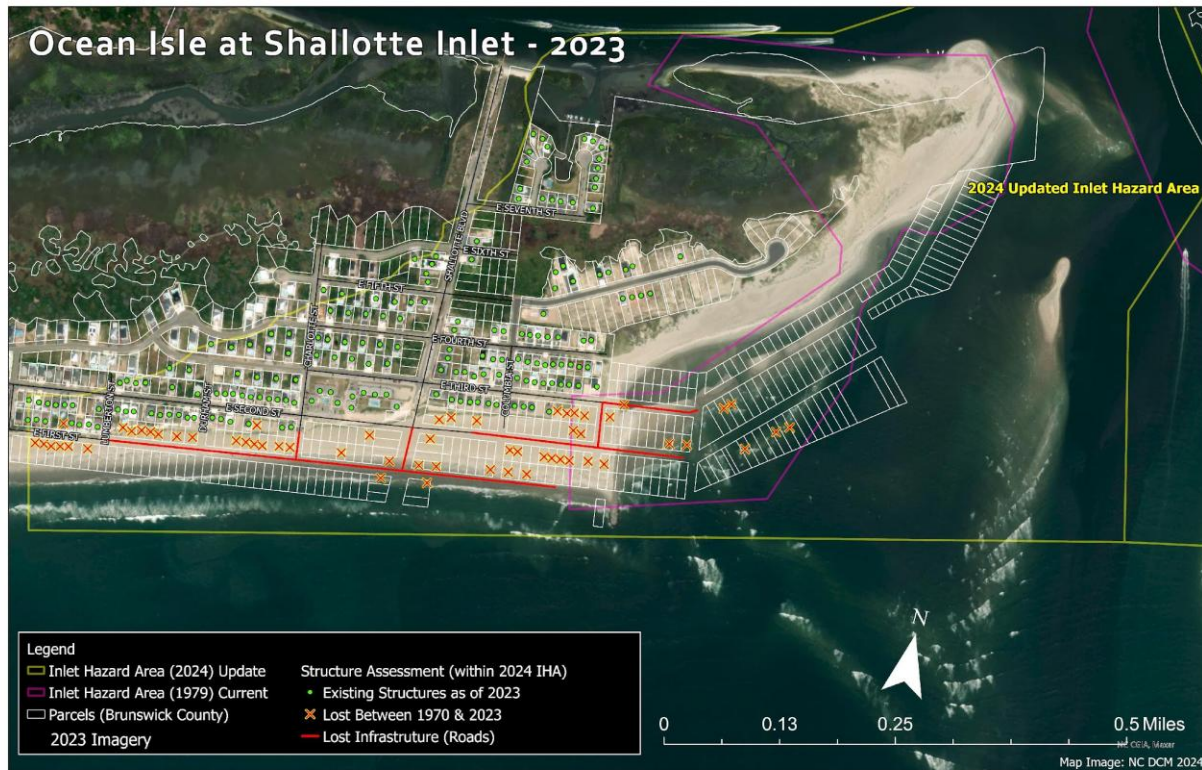 Ocean Isle at Shallotte Inlet - 2023
2024 Updated Inlet Hazard Area
E SEVENTH ST
SHALLOTTE BLVD
E SIXTH ST
E FIFTH ST
CHARLOTTE ST
E FOURTH ST
COLUMBIA ST
E THIRD ST
LUMBERTON ST
DURHAM ST
E SECOND ST
E FIRST ST
N
Legend
Inlet Hazard Area (2024) Update
Inlet Hazard Area (1979) Current
Parcels (Brunswick County)
2023 Imagery
Structure Assessment (within 2024 IHA)
Existing Structures as of 2023
Lost Between 1970 & 2023
Lost Infrastruture (Roads)
0 0.13 0.25 0.5 Miles
NC CGIA, Maxar
Map Image: NC DCM 2024